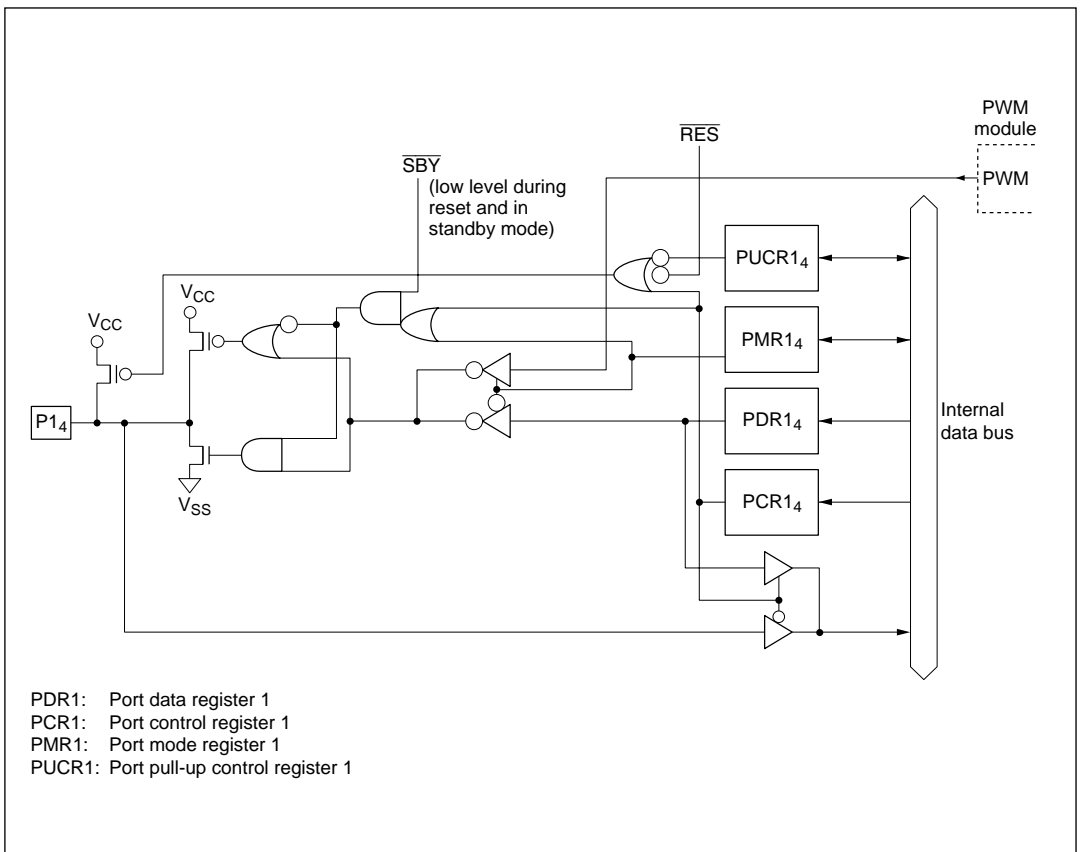 PWM
module
RES
PWM
SBY
(low level during
reset and in
standby mode)
PUCR1₄
VCC
VCC
PMR1₄
P1₄
PDR1₄
Internal
data bus
VSS
PCR1₄
PDR1: Port data register 1
PCR1: Port control register 1
PMR1: Port mode register 1
PUCR1: Port pull-up control register 1